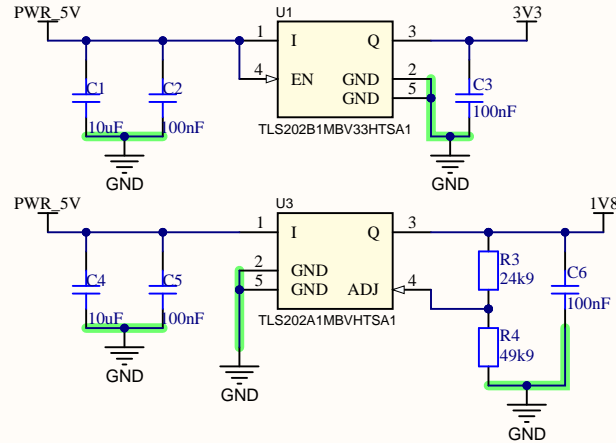 PWR_5V
U1
3V3
1 I Q 3
4 EN GND 2
GND 5
C1
C2
C3
10uF
100nF
100nF
TLS202B1MBV33HTSA1
GND
GND
PWR_5V
U3
1V8
1 I Q 3
2 GND
5 GND ADJ 4
R3
24k9
C4
C5
C6
10uF
100nF
100nF
TLS202A1MBVHTSA1
R4
49k9
GND
GND
GND